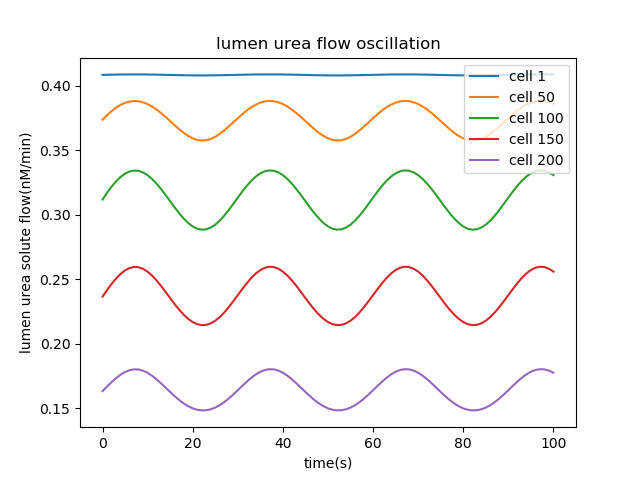 lumen urea flow oscillation
cell 1
cell 50
cell 100
cell 150
cell 200
lumen urea solute flow(nM/min)
0.40
0.35
0.30
0.25
0.20
0.15
0
20
40
60
80
100
time(s)